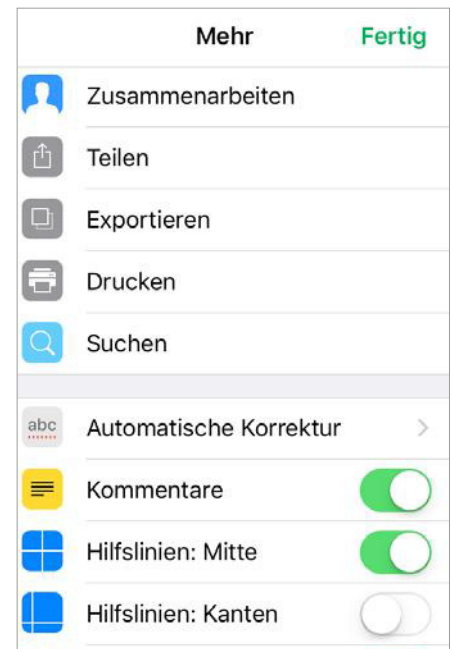 Mehr
Fertig
Zusammenarbeiten
Teilen
Exportieren
Drucken
Suchen
abc
Automatische Korrektur
Kommentare
Hilfslinien: Mitte
Hilfslinien: Kanten